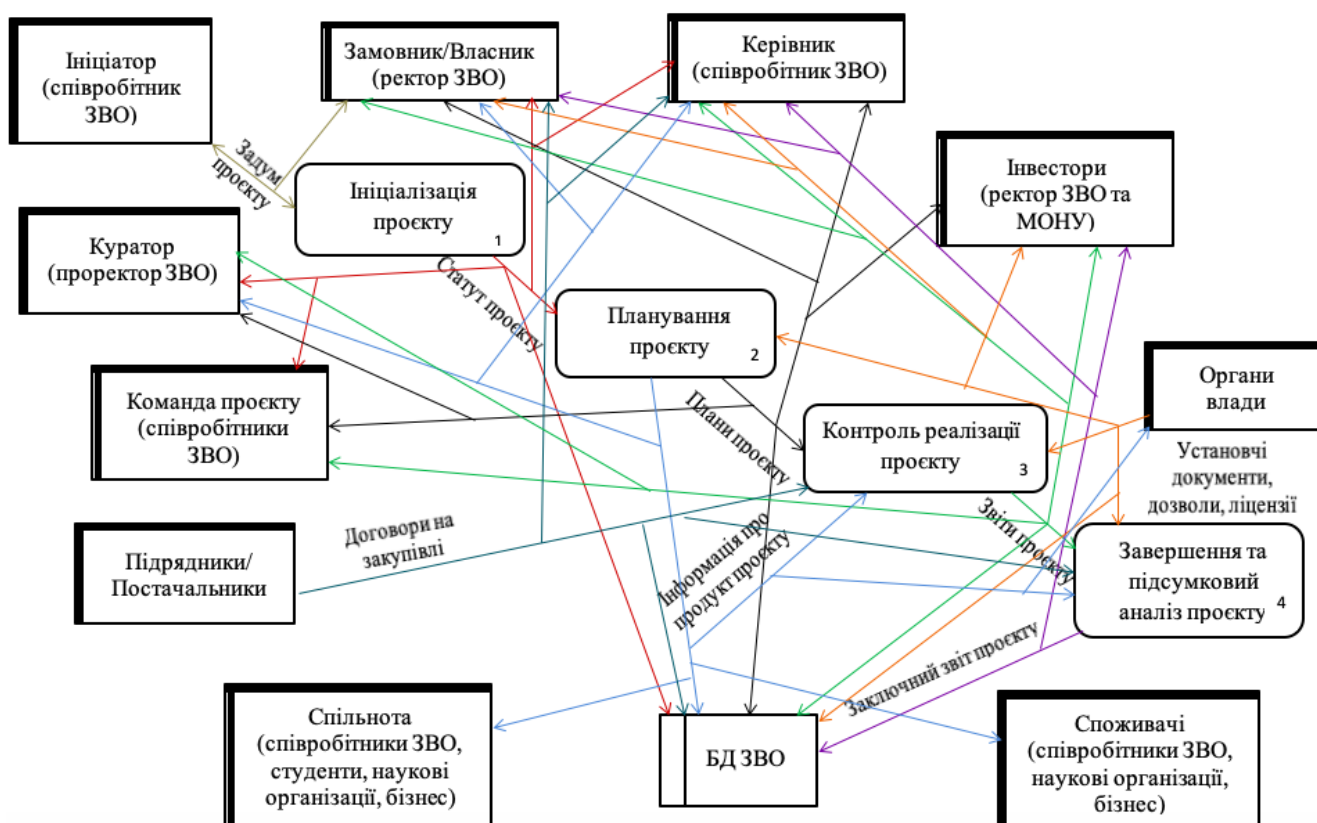 Ініціатор
(співробітник
ЗВО)
Замовник/Власник
(ректор ЗВО)
Керівник
(співробітник ЗВО)
Задум
проєкту
Ініціалізація
проєкту
1
Інвестори
(ректор ЗВО та
МОНУ)
Куратор
(проректор ЗВО)
Статут проєкту
Планування
проєкту
2
Органи
влади
Команда проєкту
(співробітники
ЗВО)
Плани проєкту
Контроль реалізації
проєкту
3
Установчі
документи,
дозволи, ліцензії
Договори на
закупівлі
Звіти проєкту
Підрядники/
Постачальники
Інформація про
продукт проєкту
Завершення та
підсумковий
аналіз проєкту
4
Заключний звіт проєкту
Спільнота
(співробітники ЗВО,
студенти, наукові
організації, бізнес)
БД ЗВО
Споживачі
(співробітники ЗВО,
наукові організації,
бізнес)